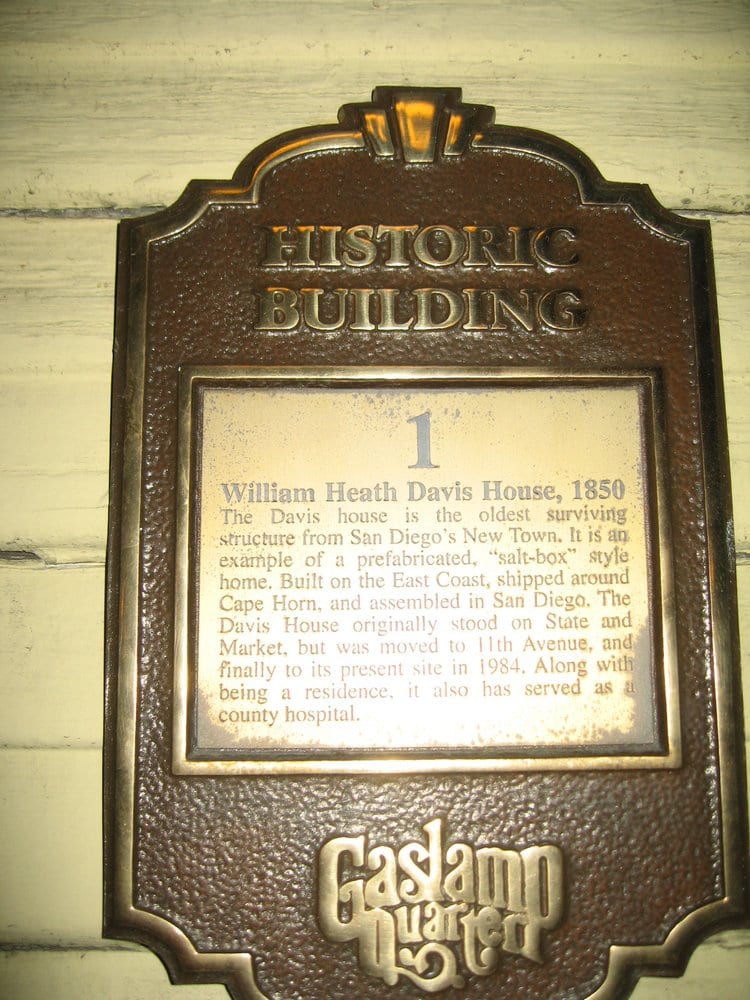 HISTORIC
BUILDING
1
William Heath Davis House, 1850
The Davis house is the oldest surviving
structure from San Diego's New Town. It is an
example of a prefabricated, "salt-box" style
home. Built on the East Coast, shipped around
Cape Horn, and assembled in San Diego. The
Davis House originally stood on State and
Market, but was moved to 11th Avenue, and
finally to its present site in 1984. Along with
being a residence, it also has served as a
county hospital.
Gaslamp
Quarter